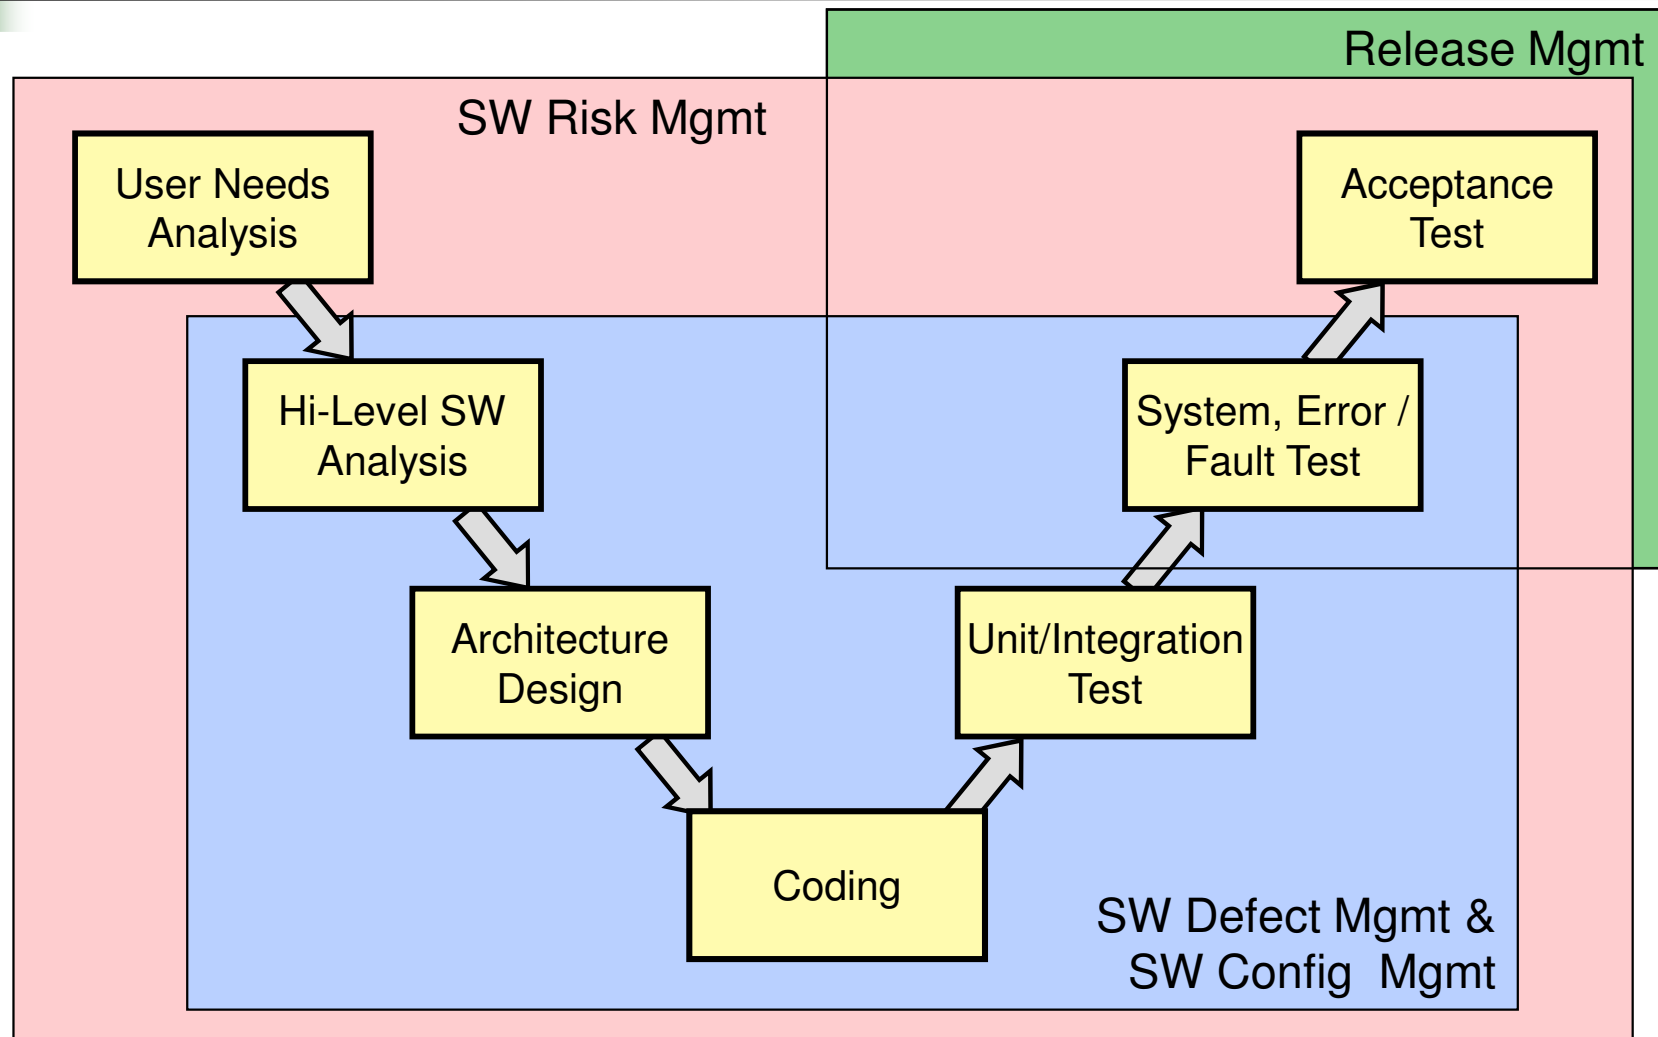 Release Mgmt
SW Risk Mgmt
User Needs
Analysis
Acceptance
Test
Hi-Level SW
Analysis
System, Error /
Fault Test
Architecture
Design
Unit/Integration
Test
Coding
SW Defect Mgmt &
SW Config  Mgmt